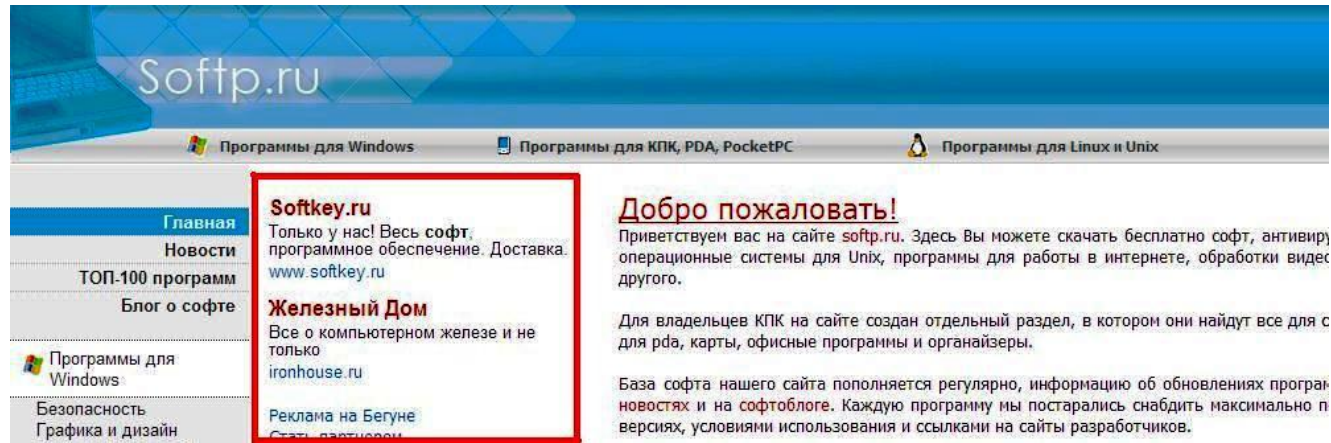 Softp.ru
Программы для Windows
Программы для КПК, PDA, PocketPC
Программы для Linux и Unix
Главная
Новости
ТОП-100 программ
Блог о софте
Программы для
Windows
Безопасность
Графика и дизайн
Softkey.ru
Только у нас! Весь софт,
программное обеспечение. Доставка.
www.softkey.ru
Железный Дом
Все о компьютерном железе и не
только
ironhouse.ru
Реклама на Бегуне
Стать партнером
Добро пожаловать!
Приветствуем вас на сайте softp.ru. Здесь Вы можете скачать бесплатно софт, антивиру
операционные системы для Unix, программы для работы в интернете, обработки видео
другого.
Для владельцев КПК на сайте создан отдельный раздел, в котором они найдут все для с
для pda, карты, офисные программы и органайзеры.
База софта нашего сайта пополняется регулярно, информацию об обновлениях програм
новостях и на софтоблоге. Каждую программу мы постарались снабдить максимально п
версиях, условиями использования и ссылками на сайты разработчиков.